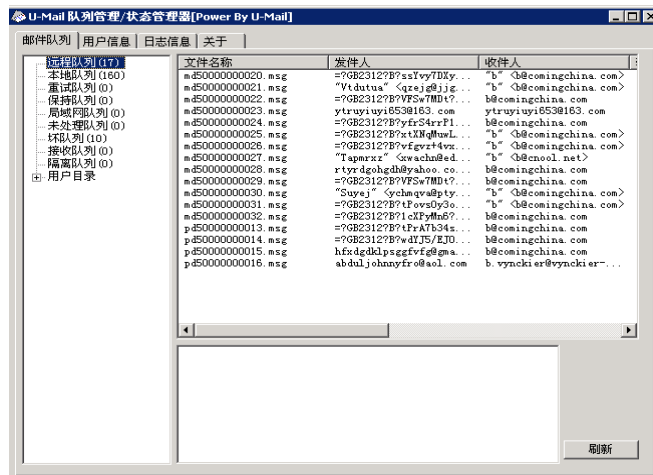 U-Mail 队列管理/状态管理器[Power By U-Mail]
邮件队列 用户信息 日志信息 关于
远程队列(17)
本地队列(160)
重试队列(0)
保持队列(0)
局域网队列(0)
未处理队列(0)
坏队列(10)
接收队列(0)
隔离队列(0)
用户目录
文件名称 发件人 收件人
md50000000020.msg =?GB2312?B?ssYvy7DXy... "b" <b@comingchina.com>
md50000000021.msg "Vtdutua" <qzejg@jjg... "b" <b@comingchina.com>
md50000000022.msg =?GB2312?B?VFSw7MDt?... b@comingchina.com
md50000000023.msg ytruyiuyi653@163.com ytruyiuyi653@163.com
md50000000024.msg =?GB2312?B?yfrS4rrP1... b@comingchina.com
md50000000025.msg =?GB2312?B?xtXNqMuwL... "b" <b@comingchina.com>
md50000000026.msg =?GB2312?B?vfgvzt+4vx... "b" <b@comingchina.com>
md50000000027.msg "Tapmrxz" <xwachn@ed... "b" <b@cnool.net>
md50000000028.msg rtyrdgohgdh@yahoo.co... b@comingchina.com
md50000000029.msg =?GB2312?B?VFSw7MDt?... b@comingchina.com
md50000000030.msg "Suyej" <ychmqva@pty... "b" <b@comingchina.com>
md50000000031.msg =?GB2312?B?tPovsOy3o... "b" <b@comingchina.com>
md50000000032.msg =?GB2312?B?1cXPyMn6?... b@comingchina.com
pd50000000013.msg =?GB2312?B?tPrA7b34s... b@comingchina.com
pd50000000014.msg =?GB2312?B?wdYJ5/EJO... b@comingchina.com
pd50000000015.msg hfxdgdklpsggfvfg@gma... b@comingchina.com
pd50000000016.msg abduljohnnyfro@aol.com b.vynckier@vynckier-...
刷新